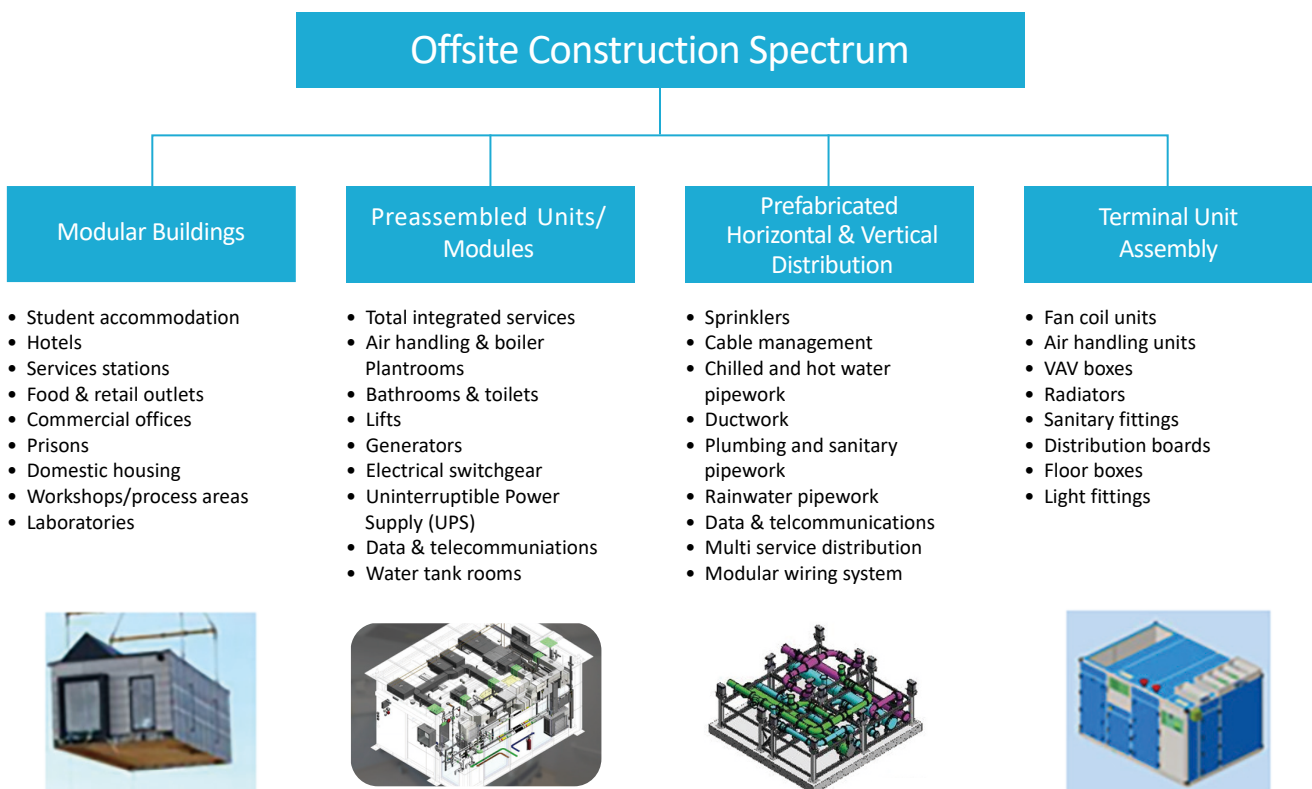 Offsite Construction Spectrum
Modular Buildings
• Student accommodation
• Hotels
• Services stations
• Food & retail outlets
• Commercial offices
• Prisons
• Domestic housing
• Workshops/process areas
• Laboratories
Preassembled Units/
Modules
• Total integrated services
• Air handling & boiler
Plantrooms
• Bathrooms & toilets
• Lifts
• Generators
• Electrical switchgear
• Uninterruptible Power
Supply (UPS)
• Data & telecommuniations
• Water tank rooms
Prefabricated
Horizontal & Vertical
Distribution
• Sprinklers
• Cable management
• Chilled and hot water
pipework
• Ductwork
• Plumbing and sanitary
pipework
• Rainwater pipework
• Data & telcommunications
• Multi service distribution
• Modular wiring system
Terminal Unit
Assembly
• Fan coil units
• Air handling units
• VAV boxes
• Radiators
• Sanitary fittings
• Distribution boards
• Floor boxes
• Light fittings